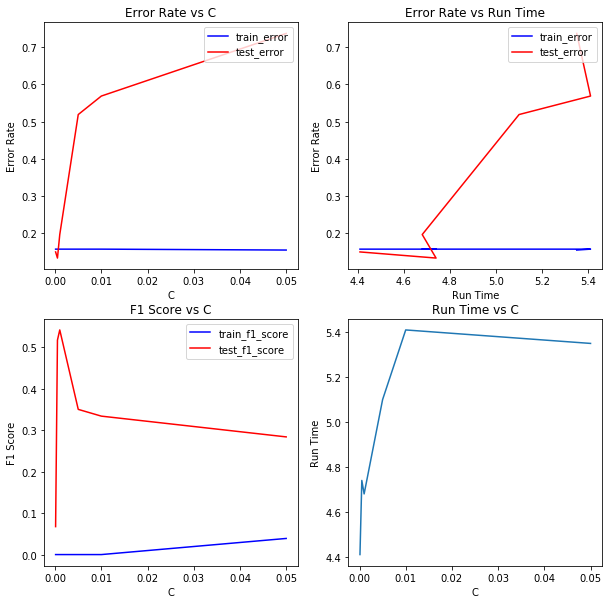 Error Rate vs C
Error Rate
0.7
0.6
0.5
0.4
0.3
0.2
train_error
test_error
0.00 0.01 0.02 0.03 0.04 0.05
C
Error Rate vs Run Time
Error Rate
0.7
0.6
0.5
0.4
0.3
0.2
train_error
test_error
4.4 4.6 4.8 5.0 5.2 5.4
Run Time
F1 Score vs C
F1 Score
0.5
0.4
0.3
0.2
0.1
0.0
train_f1_score
test_f1_score
0.00 0.01 0.02 0.03 0.04 0.05
C
Run Time vs C
Run Time
5.4
5.2
5.0
4.8
4.6
4.4
0.00 0.01 0.02 0.03 0.04 0.05
C